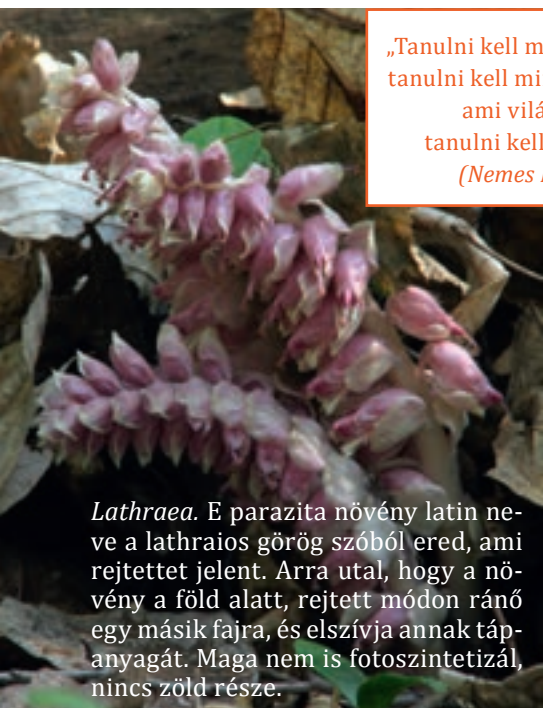 „Tanulni kell
tanulni kell mi
ami
tanulni kell
(Nemes
Lathraea. E parazita növény latin ne-
ve a lathraios görög szóból ered, ami
rejtettet jelent. Arra utal, hogy a nö-
vény a föld alatt, rejtett módon ránő
egy másik fajra, és elszívja annak táp-
anyagát. Maga nem is fotoszintetizál,
nincs zöld része.